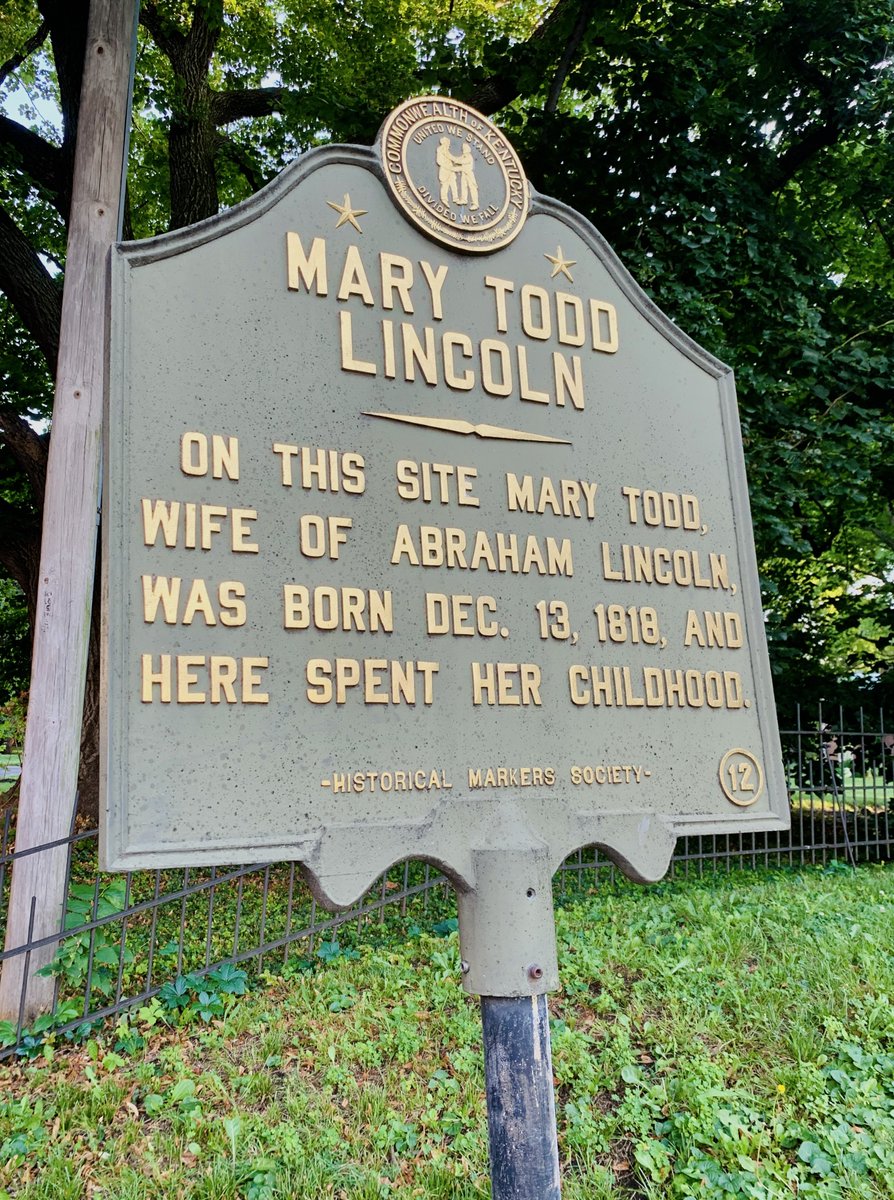 COMMONWEALTH OF KENTUCKY
UNITED WE STAND
DIVIDED WE FALL
MARY TODD
LINCOLN
ON THIS SITE MARY TODD,
WIFE OF ABRAHAM LINCOLN,
WAS BORN DEC. 13, 1818, AND
HERE SPENT HER CHILDHOOD.
-HISTORICAL MARKERS SOCIETY-
12